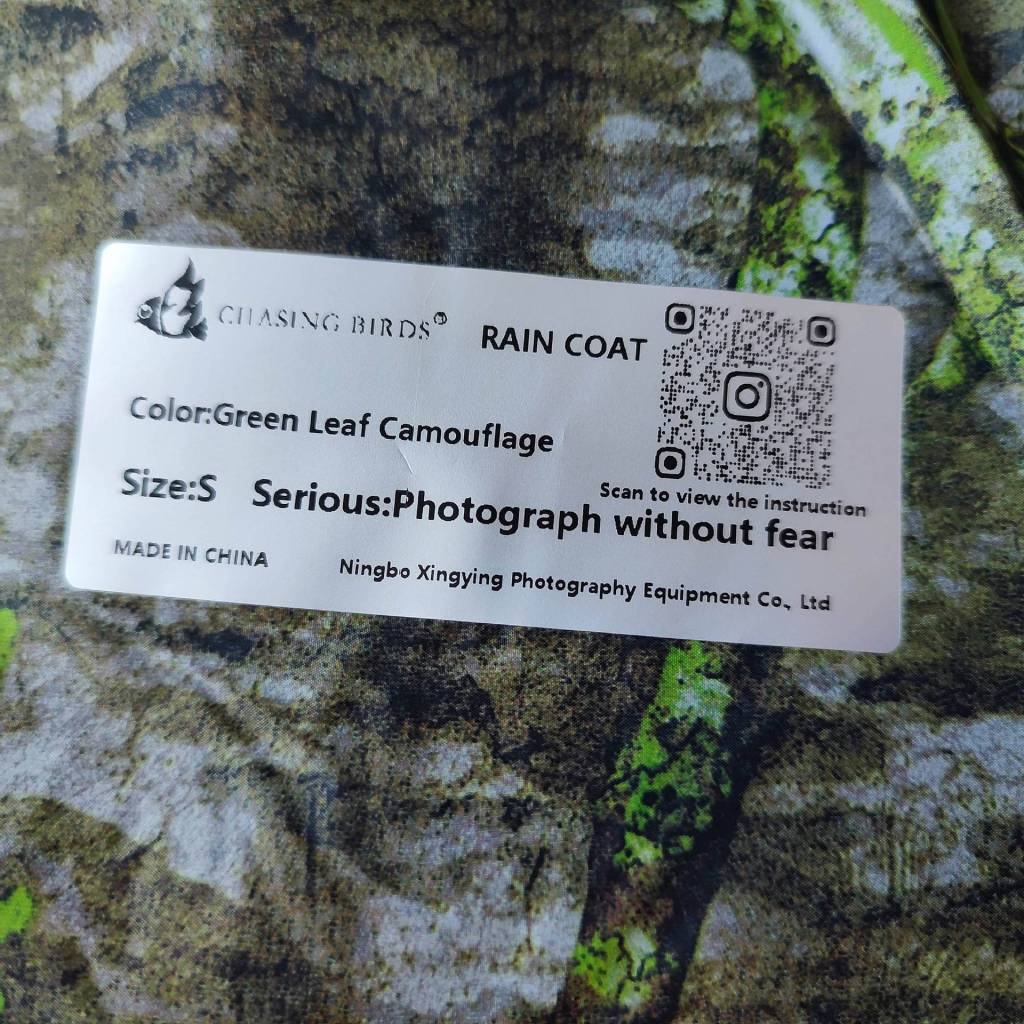 CHASING BIRDS®
RAIN COAT
Color:Green Leaf Camouflage
Scan to view the instruction
Size:S Serious:Photograph without fear
MADE IN CHINA
Ningbo Xingying Photography Equipment Co., Ltd